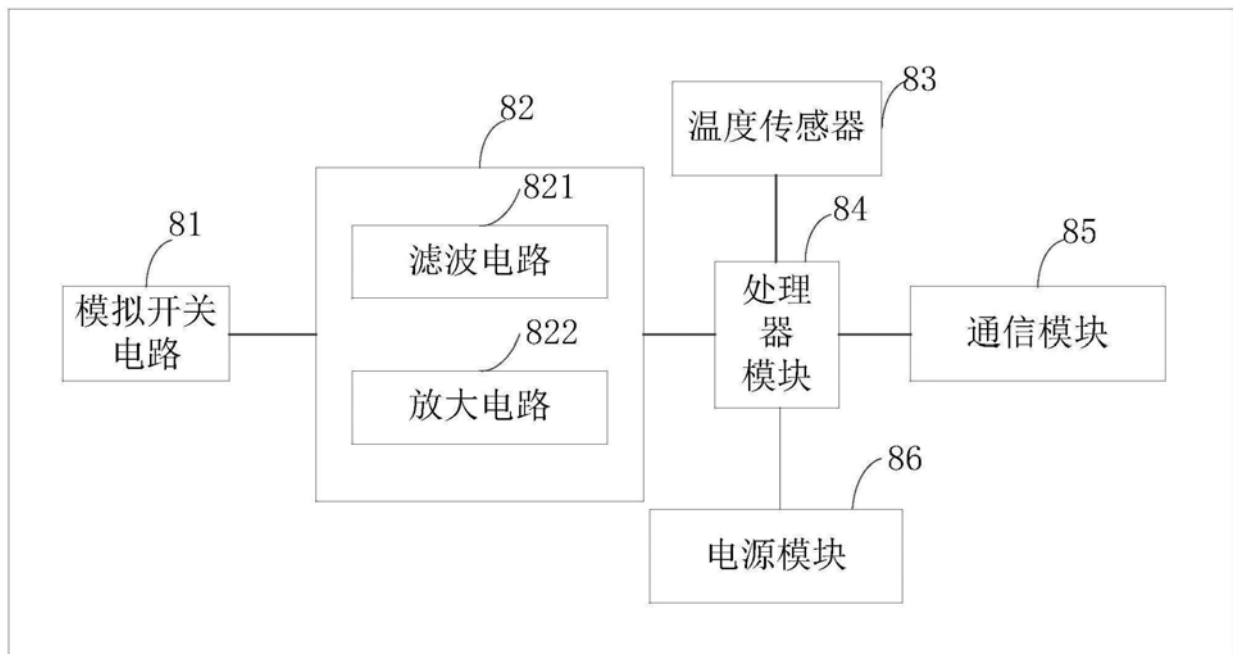 83
温度传感器
82
821
滤波电路
81
模拟开关
电路
84
处理
器
模块
85
通信模块
822
放大电路
86
电源模块